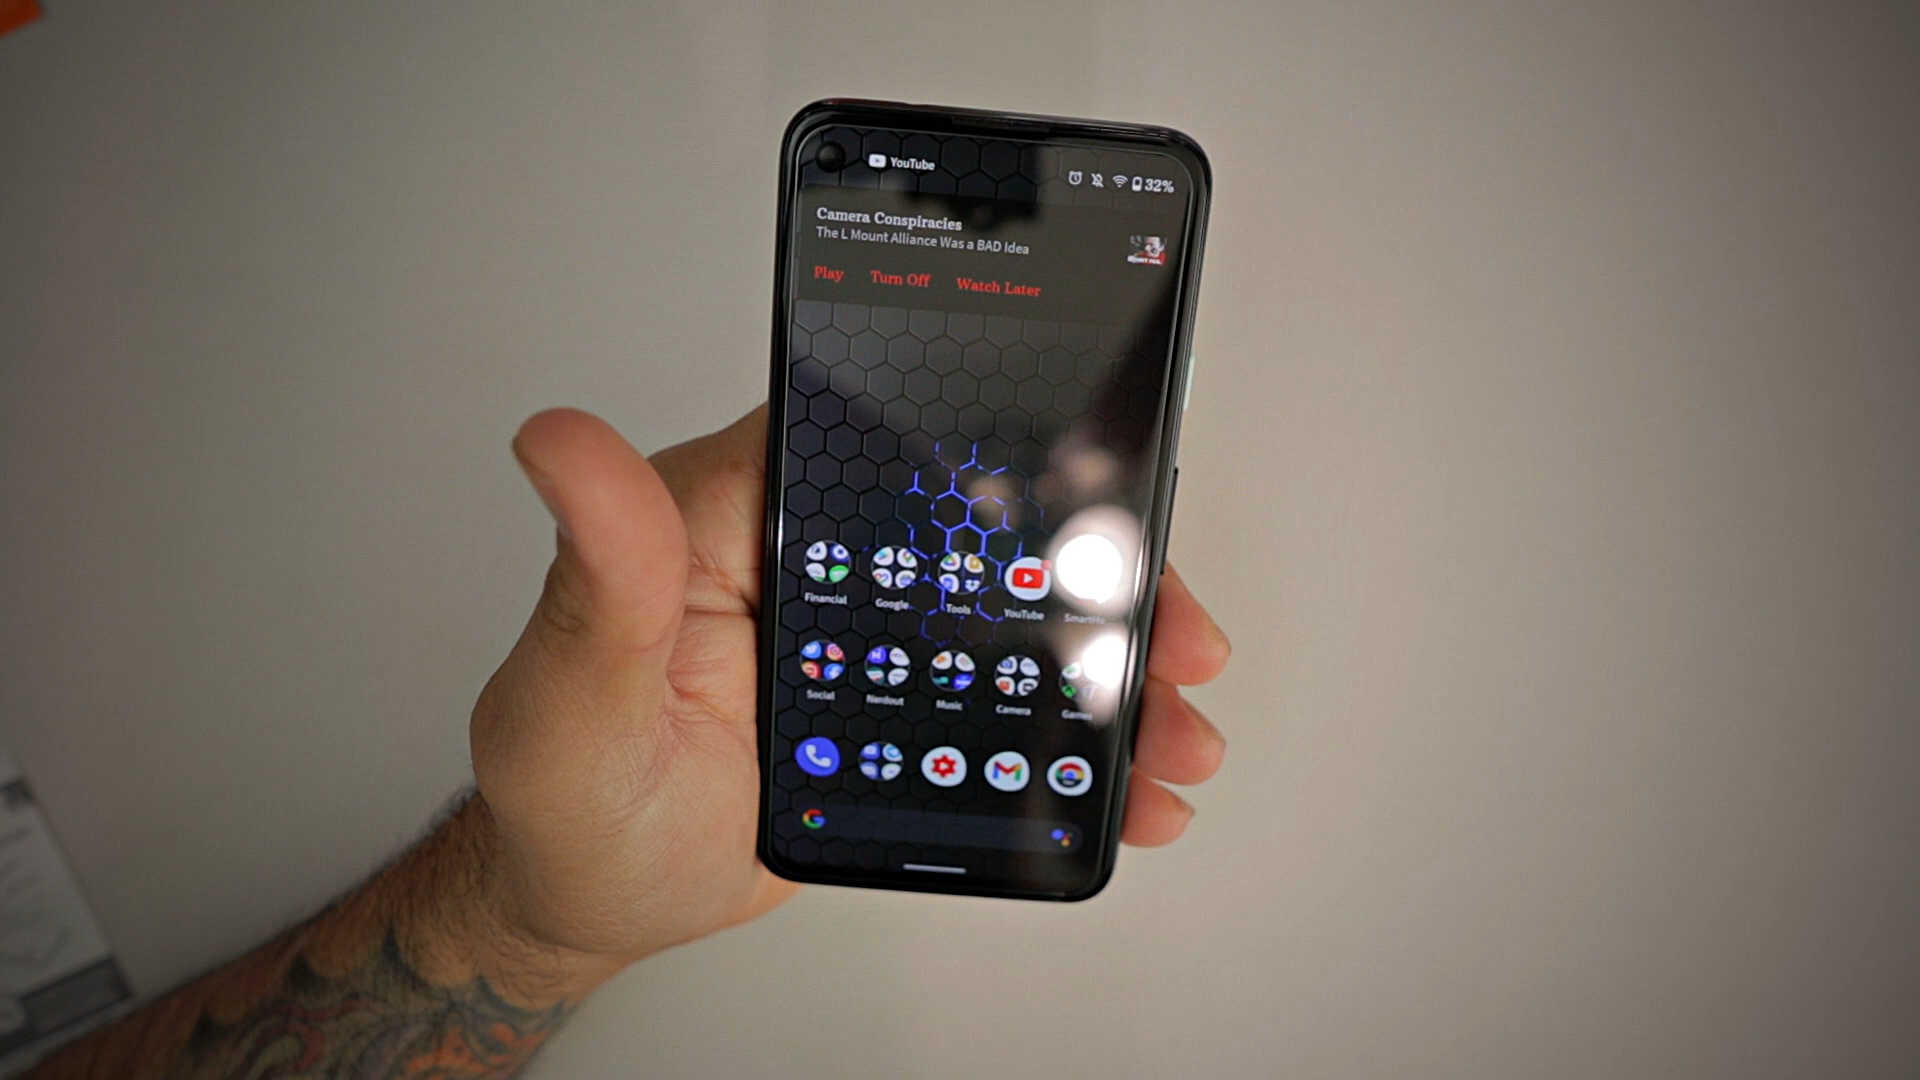 YouTube
32%
Camera Conspiracies
The L Mount Alliance Was a BAD Idea
Play Turn Off Watch Later
Financial Google Tools YouTube
Social Nerdout Music Camera Games